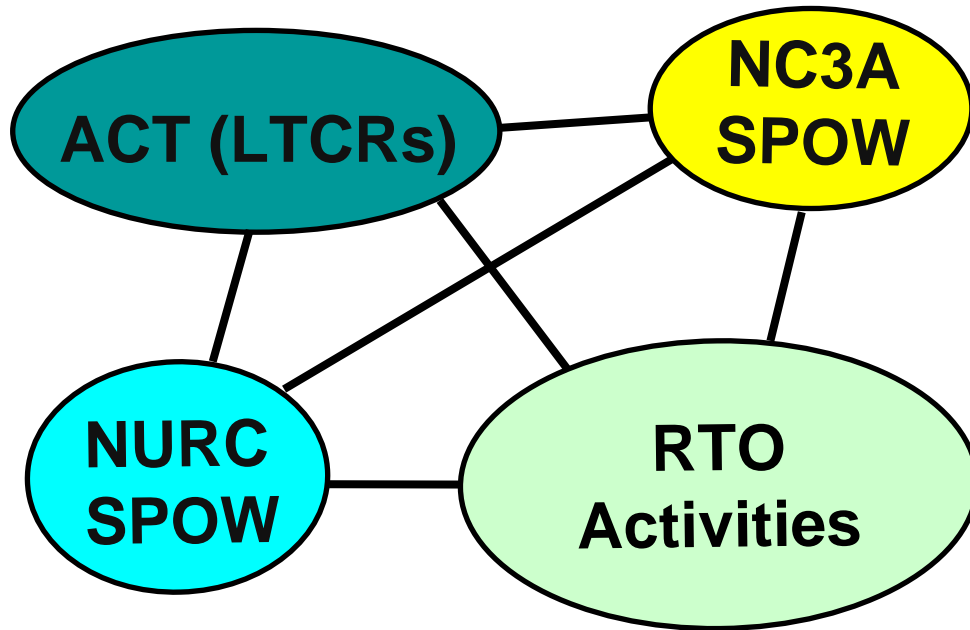 ACT (LTCRs)
NC3A
SPOW
NURC
SPOW
RTO
Activities